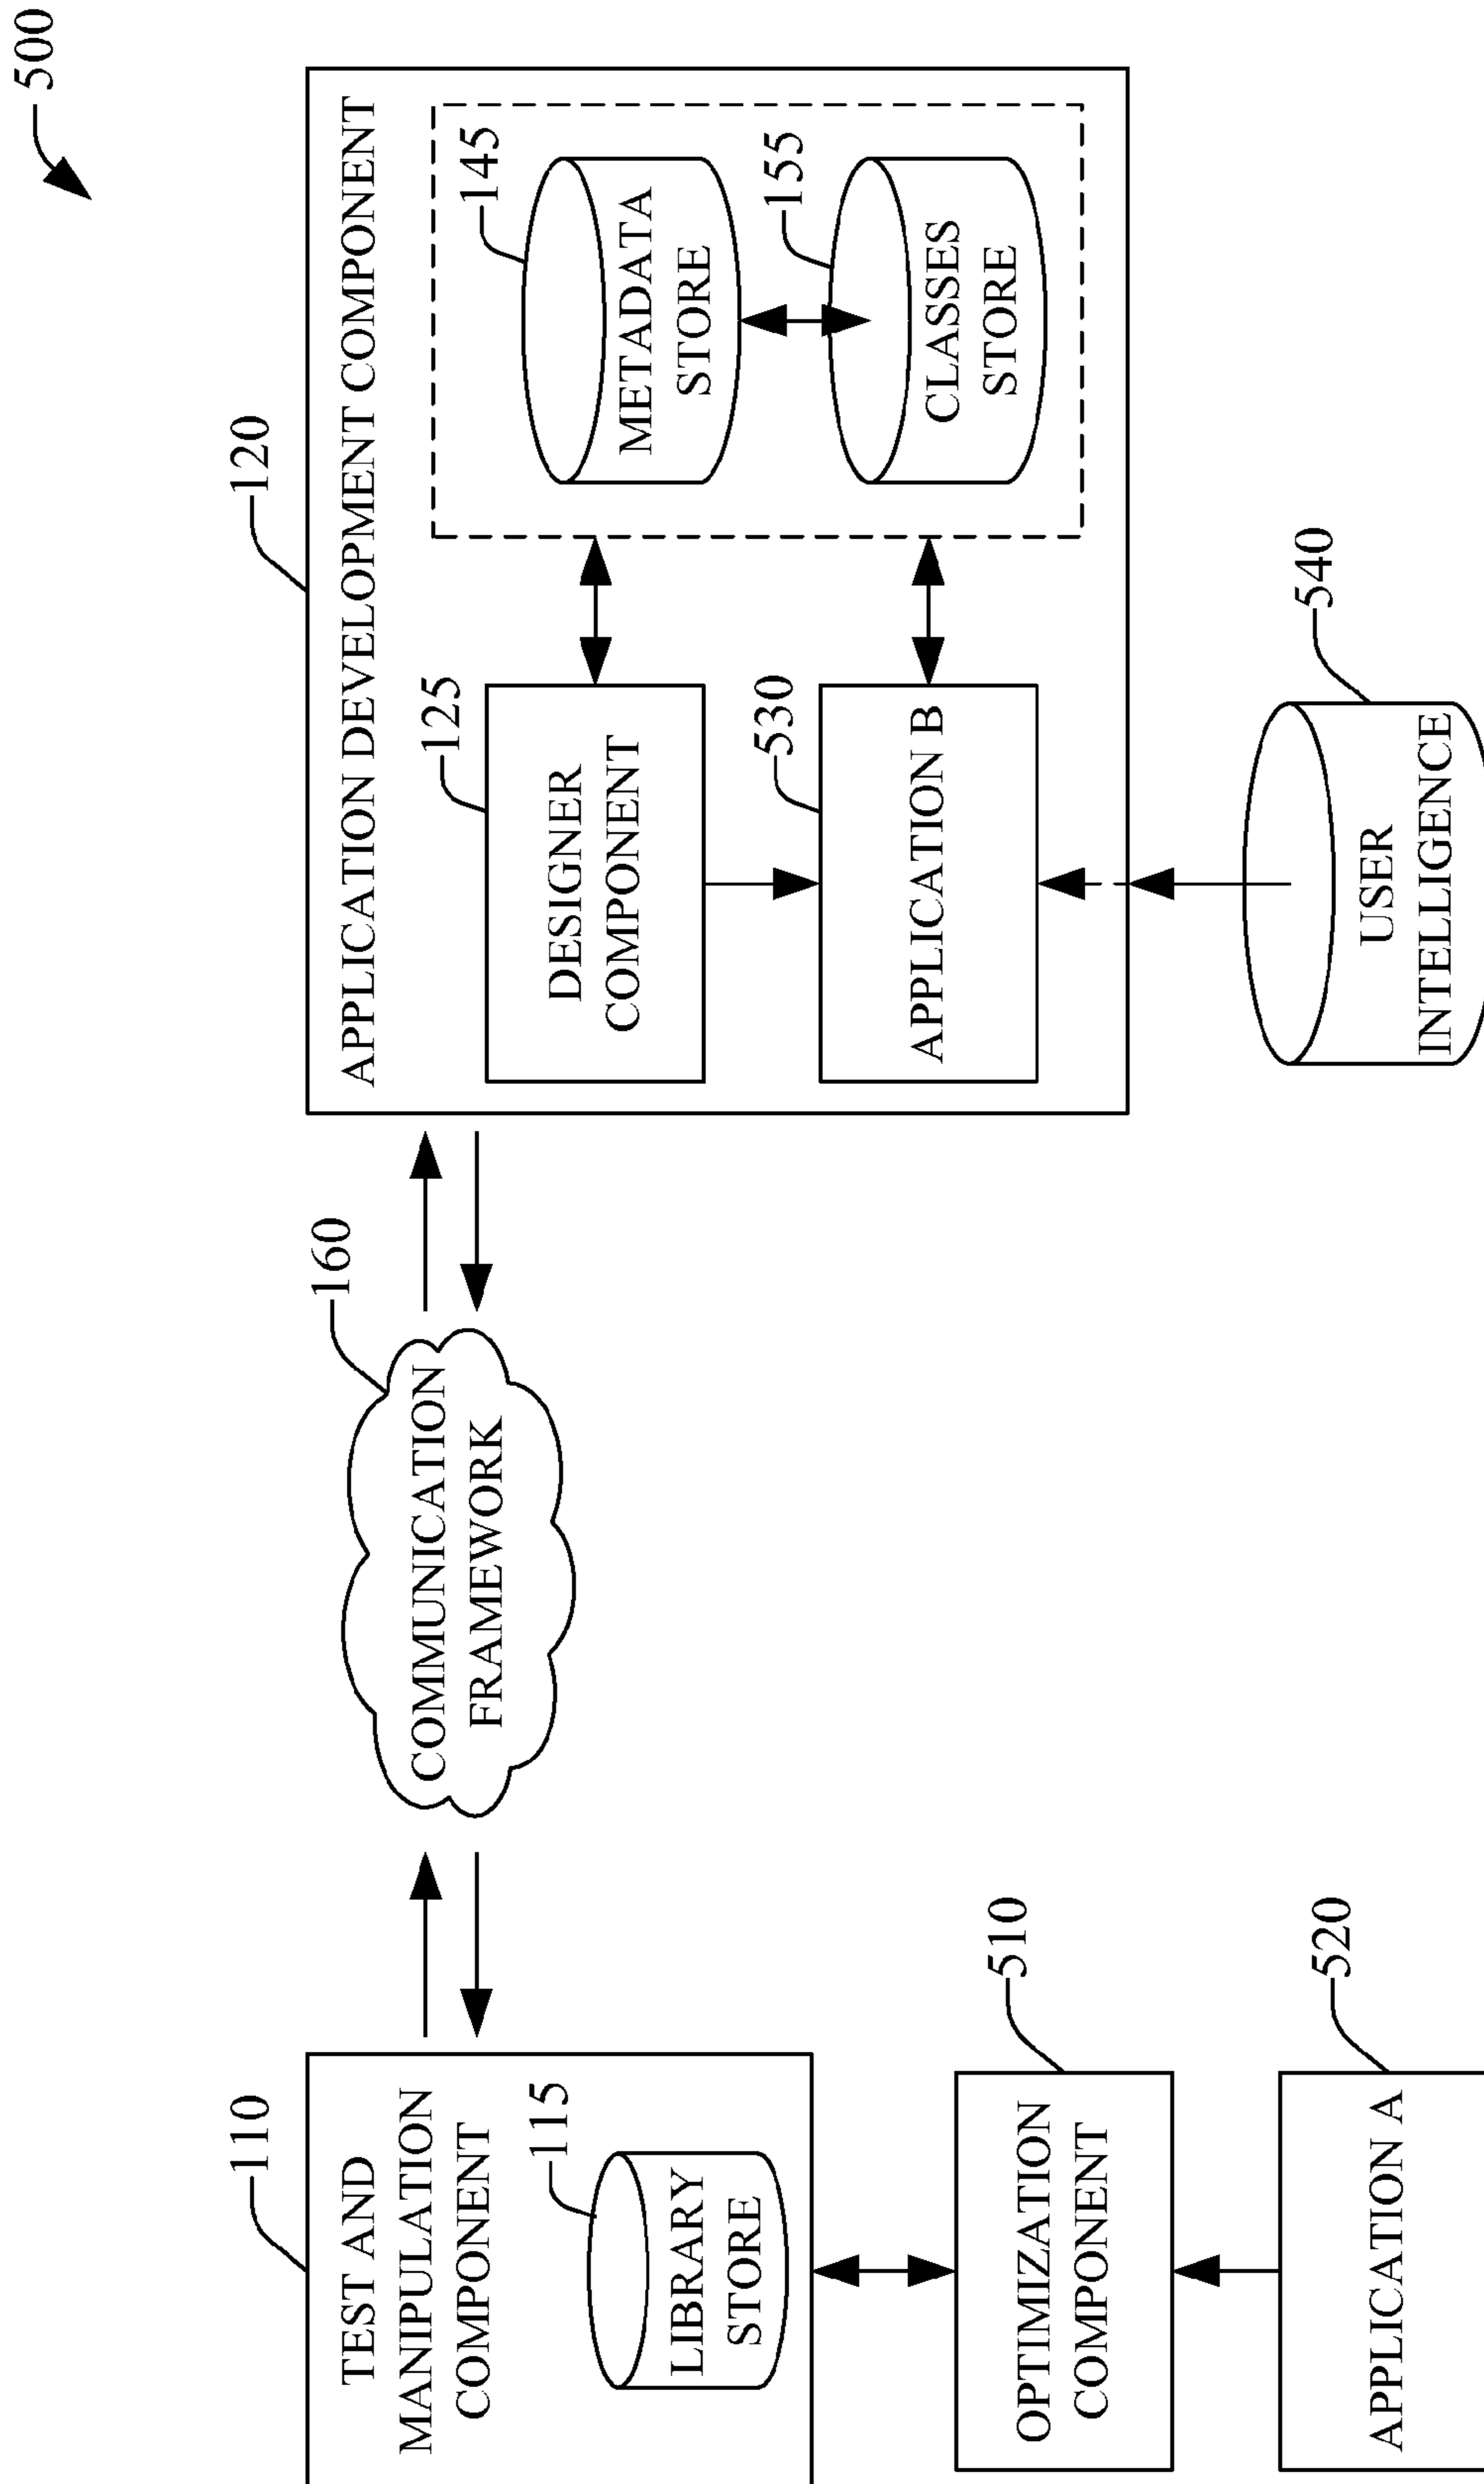 500
110
TEST AND
MANIPULATION
COMPONENT
115
LIBRARY
STORE
510
OPTIMIZATION
COMPONENT
520
APPLICATION A
160
COMMUNICATION
FRAMEWORK
120
APPLICATION DEVELOPMENT COMPONENT
125
DESIGNER
COMPONENT
530
APPLICATION B
145
METADATA
STORE
155
CLASSES
STORE
540
USER
INTELLIGENCE